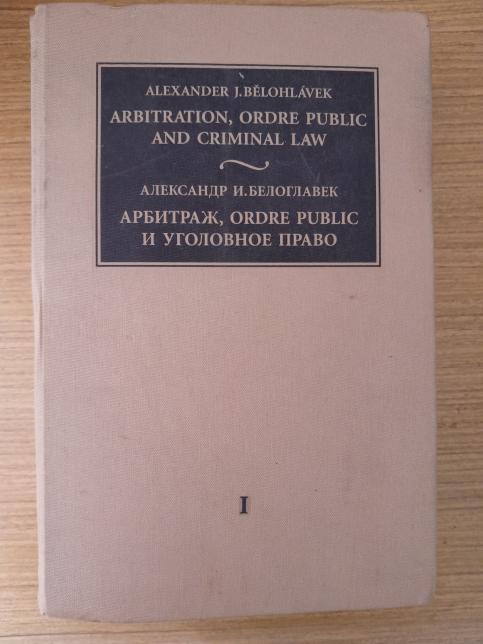 ALEXANDER J.BĚLOHLÁVEK
ARBITRATION, ORDRE PUBLIC
AND CRIMINAL LAW
АЛЕКСАНДР И.БЕЛОГЛАВЕК
АРБИТРАЖ, ORDRE PUBLIC
И УГОЛОВНОЕ ПРАВО
I